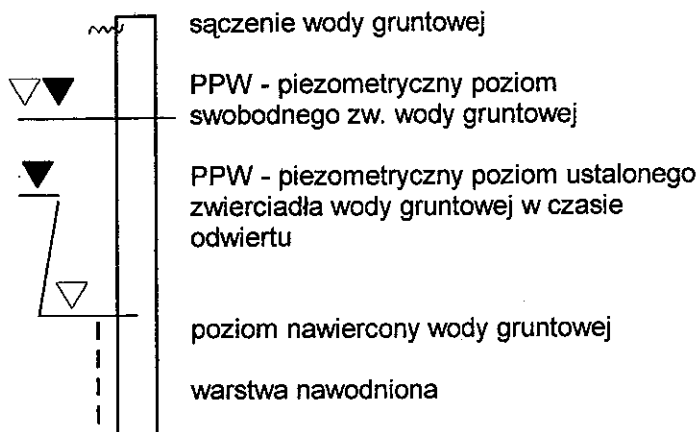 sączenie wody gruntowej
PPW - piezometryczny poziom
swobodnego zw. wody gruntowej
PPW - piezometryczny poziom ustalonego
zwierciadła wody gruntowej w czasie
odwiertu
poziom nawiercony wody gruntowej
warstwa nawodniona